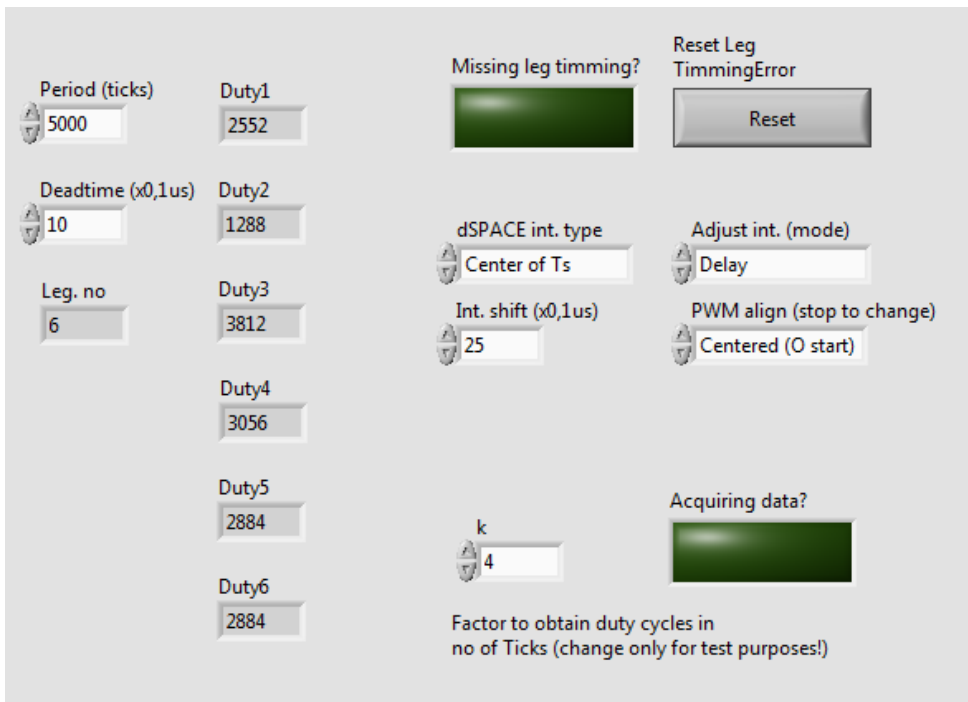 Period (ticks)
5000
Deadtime (x0,1us)
10
Leg. no
6
Duty1
2552
Duty2
1288
Duty3
3812
Duty4
3056
Duty5
2884
Duty6
2884
Missing leg timming?
Reset Leg
TimmingError
Reset
dSPACE int. type
Center of Ts
Adjust int. (mode)
Delay
Int. shift (x0,1us)
25
PWM align (stop to change)
Centered (O start)
k
4
Acquiring data?
Factor to obtain duty cycles in
no of Ticks (change only for test purposes!)